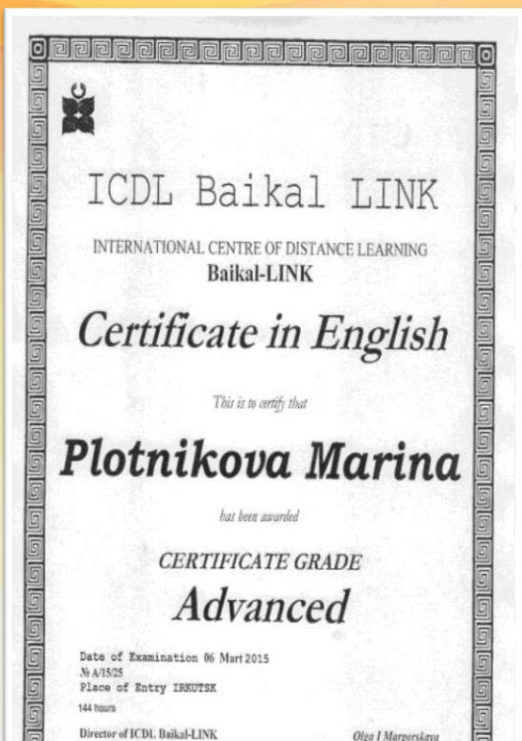 ICDL Baikal LINK
INTERNATIONAL CENTRE OF DISTANCE LEARNING
Baikal-LINK
Certificate in English
This is to certify that
Plotnikova Marina
has been awarded
CERTIFICATE GRADE
Advanced
Date of Examination 06 Mart 2015
№ A/15/25
Place of Entry IRKUTSK
144 hours
Director of ICDL Baikal-LINK Olga I Margorskaya